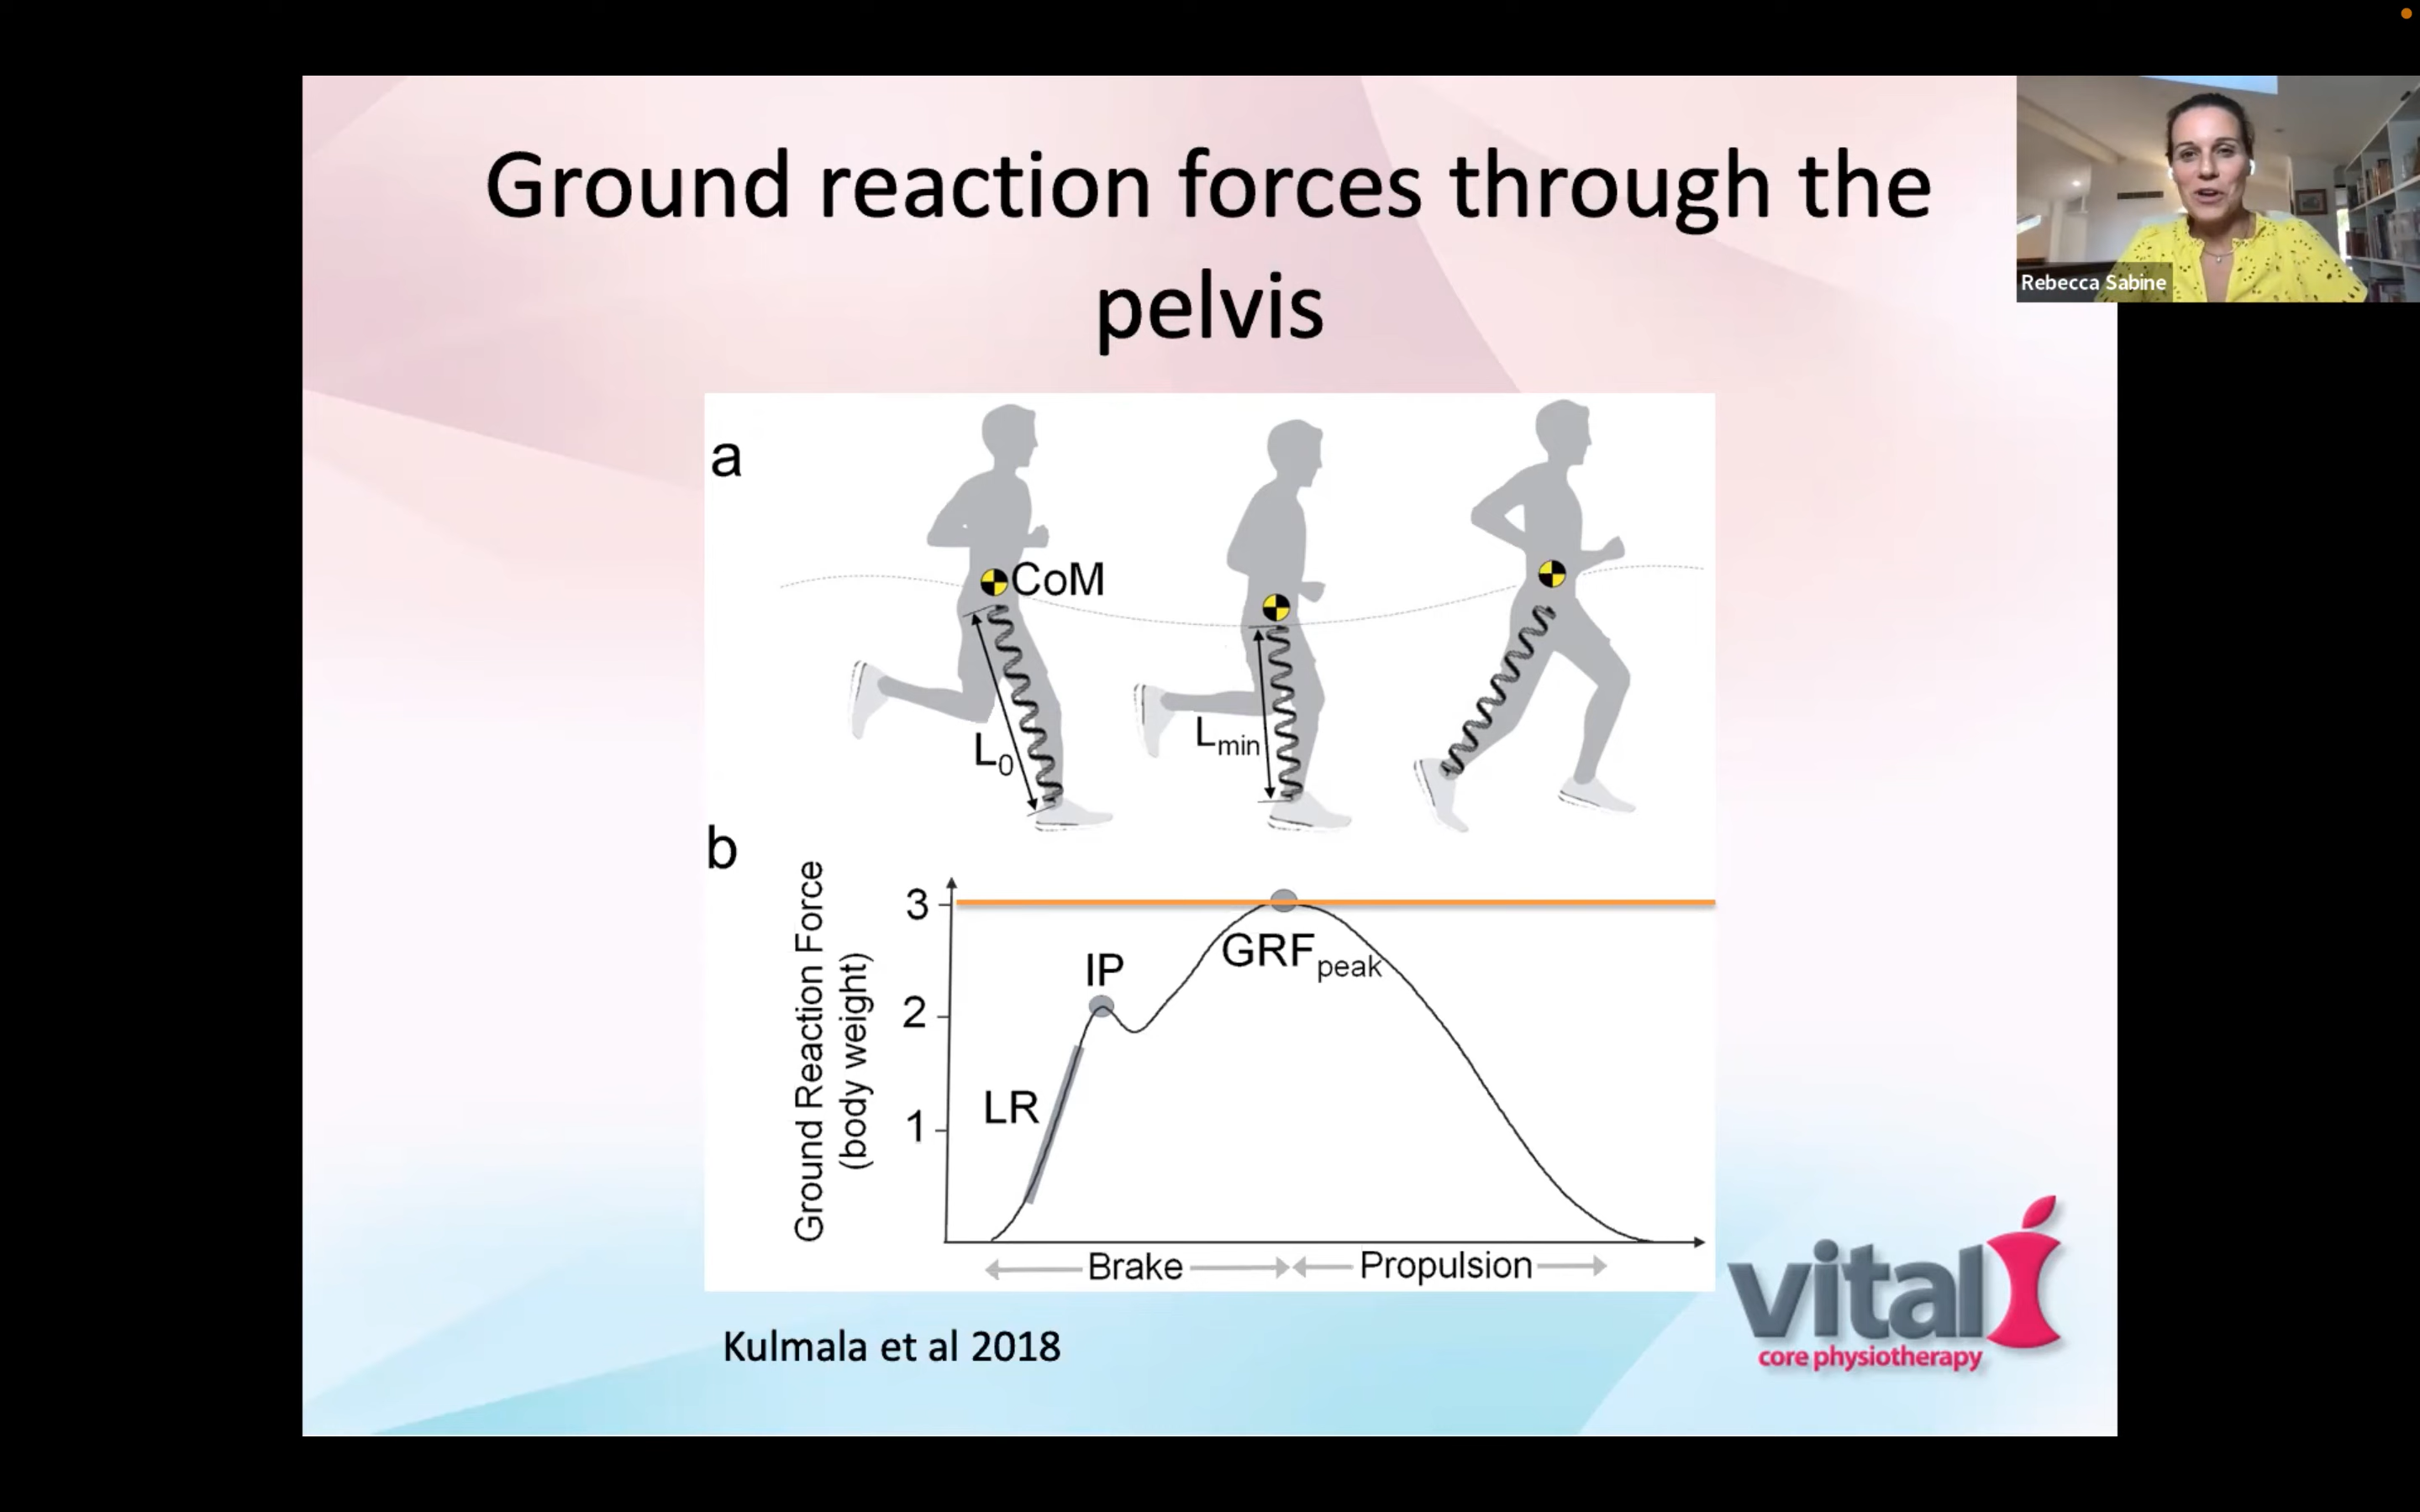 Ground reaction forces through the
pelvis
Rebecca Sabine
a
CoM
L0
Lmin
b
Ground Reaction Force
(body weight)
3
2
1
IP
GRFpeak
LR
Brake
Propulsion
Kulmala et al 2018
vital
core physiotherapy